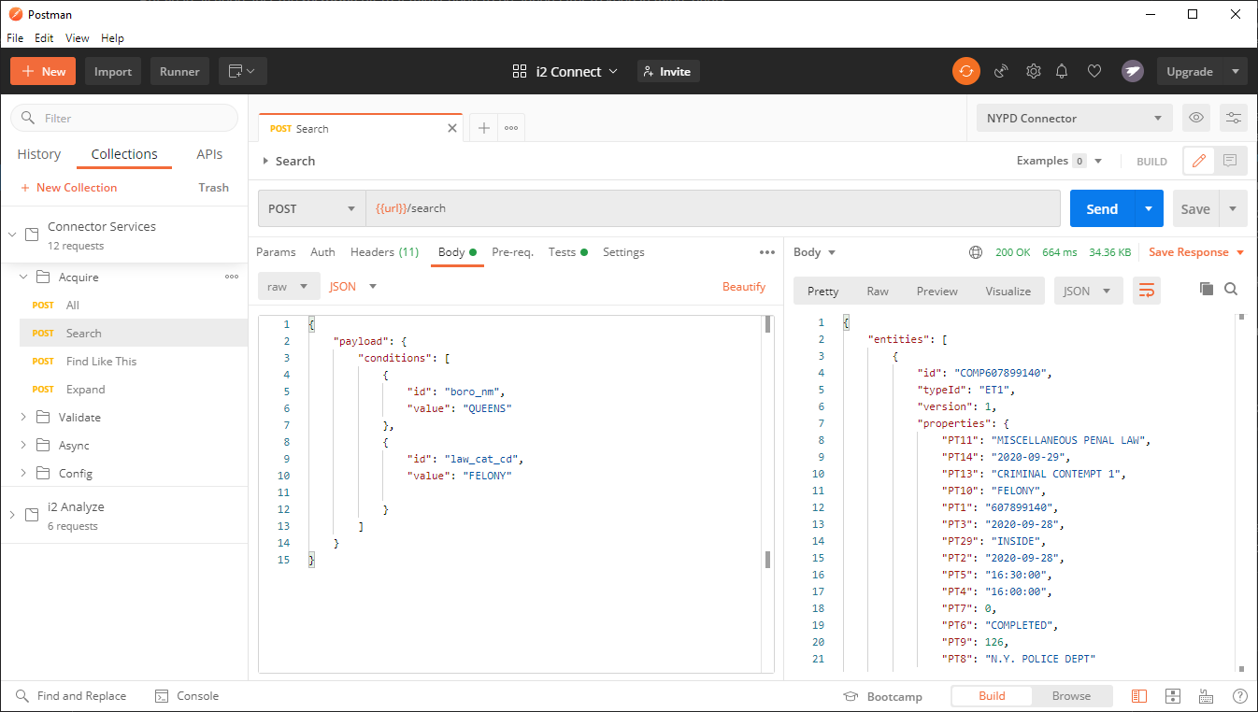 Postman
File Edit View Help
+ New
Import
Runner
i2 Connect
Invite
Upgrade
Filter
History Collections APIs
+ New Collection Trash
Connector Services
12 requests
Acquire
POST All
POST Search
POST Find Like This
POST Expand
Validate
Async
Config
i2 Analyze
6 requests
POST Search
NYPD Connector
Search
Examples 0
BUILD
POST
{{url}}/search
Send
Save
Params Auth Headers (11) Body Pre-req. Tests Settings
raw JSON Beautify
1 {
2 "payload": {
3 "conditions": [
4 {
5 "id": "boro_nm",
6 "value": "QUEENS"
7 },
8 {
9 "id": "law_cat_cd",
10 "value": "FELONY"
11
12 }
13 ]
14 }
15 }
Body 200 OK 664 ms 34.36 KB Save Response
Pretty Raw Preview Visualize JSON
1 {
2 "entities": [
3 {
4 "id": "COMP607899140",
5 "typeId": "ET1",
6 "version": 1,
7 "properties": {
8 "PT11": "MISCELLANEOUS PENAL LAW",
9 "PT14": "2020-09-29",
10 "PT13": "CRIMINAL CONTEMPT 1",
11 "PT10": "FELONY",
12 "PT1": "607899140",
13 "PT3": "2020-09-28",
14 "PT29": "INSIDE",
15 "PT2": "2020-09-28",
16 "PT5": "16:30:00",
17 "PT4": "16:00:00",
18 "PT7": 0,
19 "PT6": "COMPLETED",
20 "PT9": 126,
21 "PT8": "N.Y. POLICE DEPT"
Find and Replace Console Bootcamp Build Browse